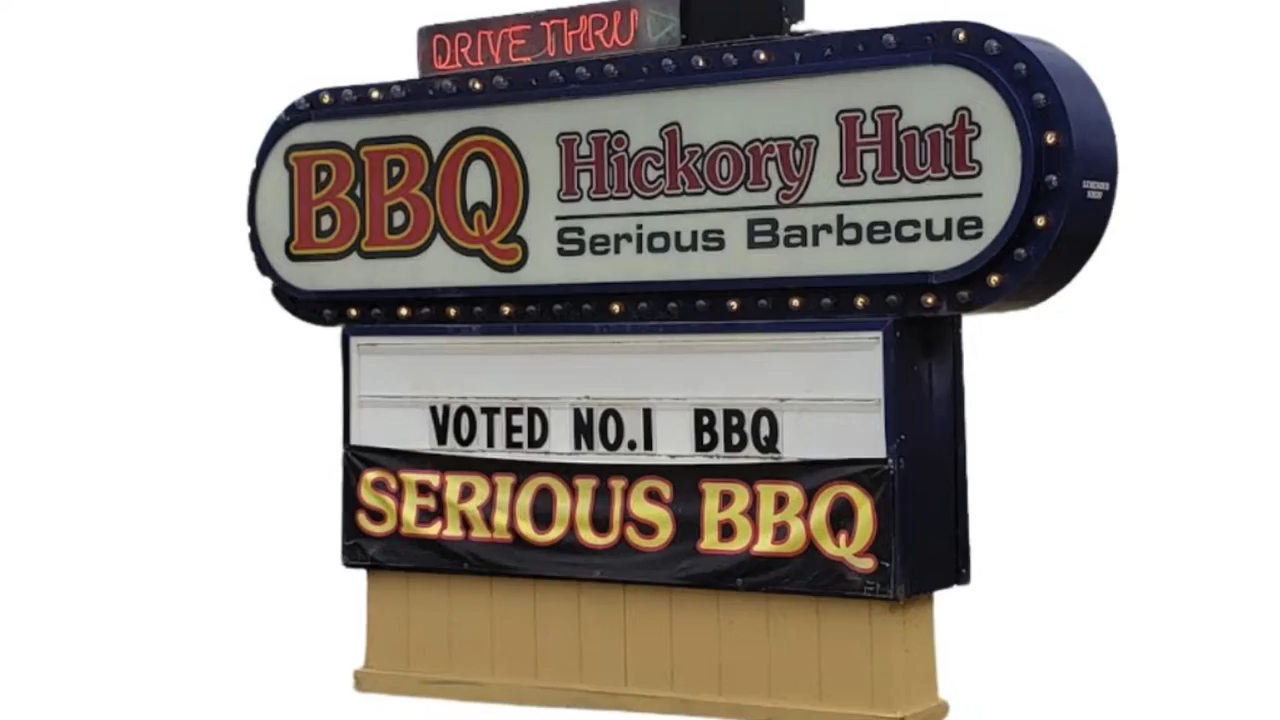 DRIVE THRU
BBQ Hickory Hut
Serious Barbecue
VOTED NO.1 BBQ
SERIOUS BBQ